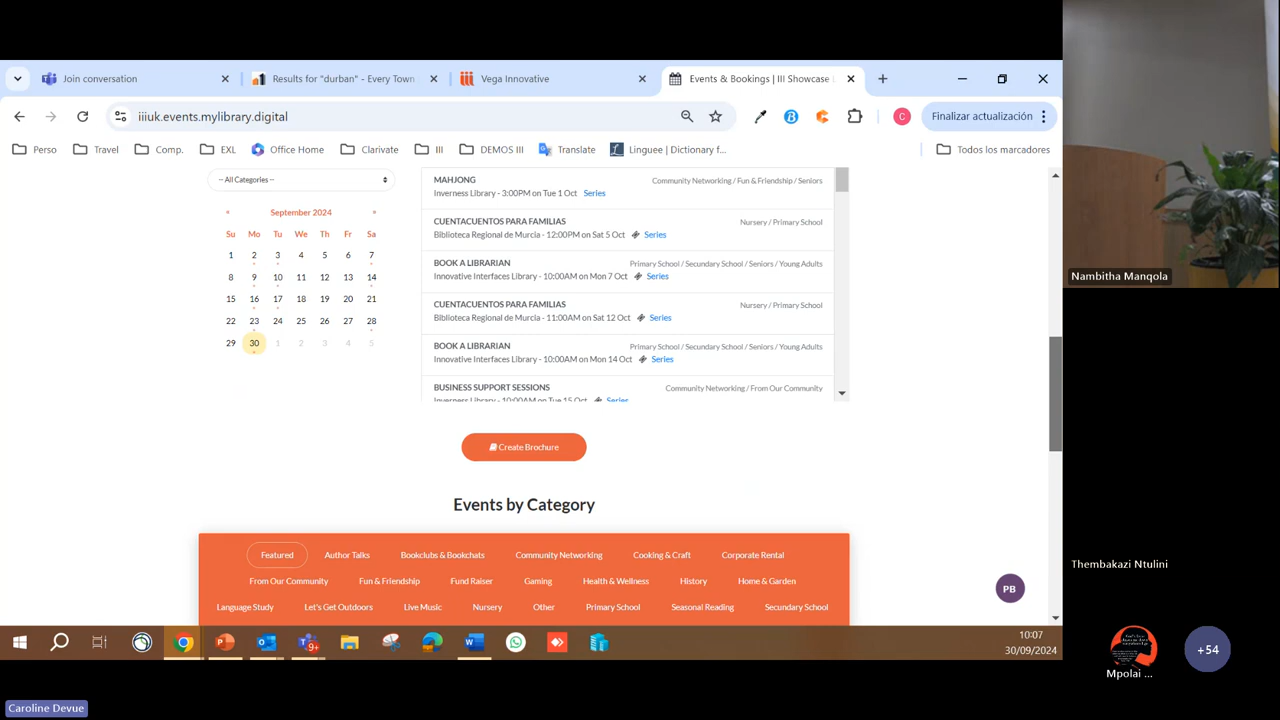 Join conversation
Results for "durban" - Every Town
Vega Innovative
Events & Bookings | III Showcase
iiiuk.events.mylibrary.digital
Finalizar actualización
Perso
Travel
Comp.
EXL
Office Home
Clarivate
III
DEMOS III
Translate
Linguee | Dictionary f...
Todos los marcadores
-- All Categories --
« September 2024 »
Su Mo Tu We Th Fr Sa
1 2 3 4 5 6 7
8 9 10 11 12 13 14
15 16 17 18 19 20 21
22 23 24 25 26 27 28
29 30 1 2 3 4 5
MAHJONG
Community Networking / Fun & Friendship / Seniors
Inverness Library - 3:00PM on Tue 1 Oct Series
CUENTACUENTOS PARA FAMILIAS
Nursery / Primary School
Biblioteca Regional de Murcia - 12:00PM on Sat 5 Oct Series
BOOK A LIBRARIAN
Primary School / Secundary School / Seniors / Young Adults
Innovative Interfaces Library - 10:00AM on Mon 7 Oct Series
CUENTACUENTOS PARA FAMILIAS
Nursery / Primary School
Biblioteca Regional de Murcia - 11:00AM on Sat 12 Oct Series
BOOK A LIBRARIAN
Primary School / Secundary School / Seniors / Young Adults
Innovative Interfaces Library - 10:00AM on Mon 14 Oct Series
BUSINESS SUPPORT SESSIONS
Community Networking / From Our Community
Inverness Library - 10:00AM on Tue 15 Oct Series
Create Brochure
Events by Category
Featured Author Talks Bookclubs & Bookchats Community Networking Cooking & Craft Corporate Rental
From Our Community Fun & Friendship Fund Raiser Gaming Health & Wellness History Home & Garden
Language Study Let's Get Outdoors Live Music Nursery Other Primary School Seasonal Reading Secundary School
PB
C
9+
10:07
30/09/2024
Nambitha Manqola
Thembakazi Ntulini
Mpolai ...
+54
Caroline Devue